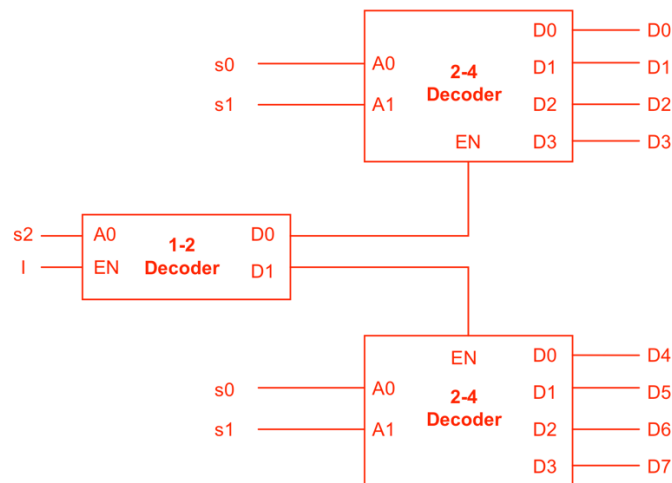 D0 D0
s0 A0 2-4 D1 D1
s1 A1 Decoder D2 D2
EN D3 D3
s2 A0 1-2 D0
I EN Decoder D1
EN D0 D4
s0 A0 2-4 D1 D5
s1 A1 Decoder D2 D6
D3 D7